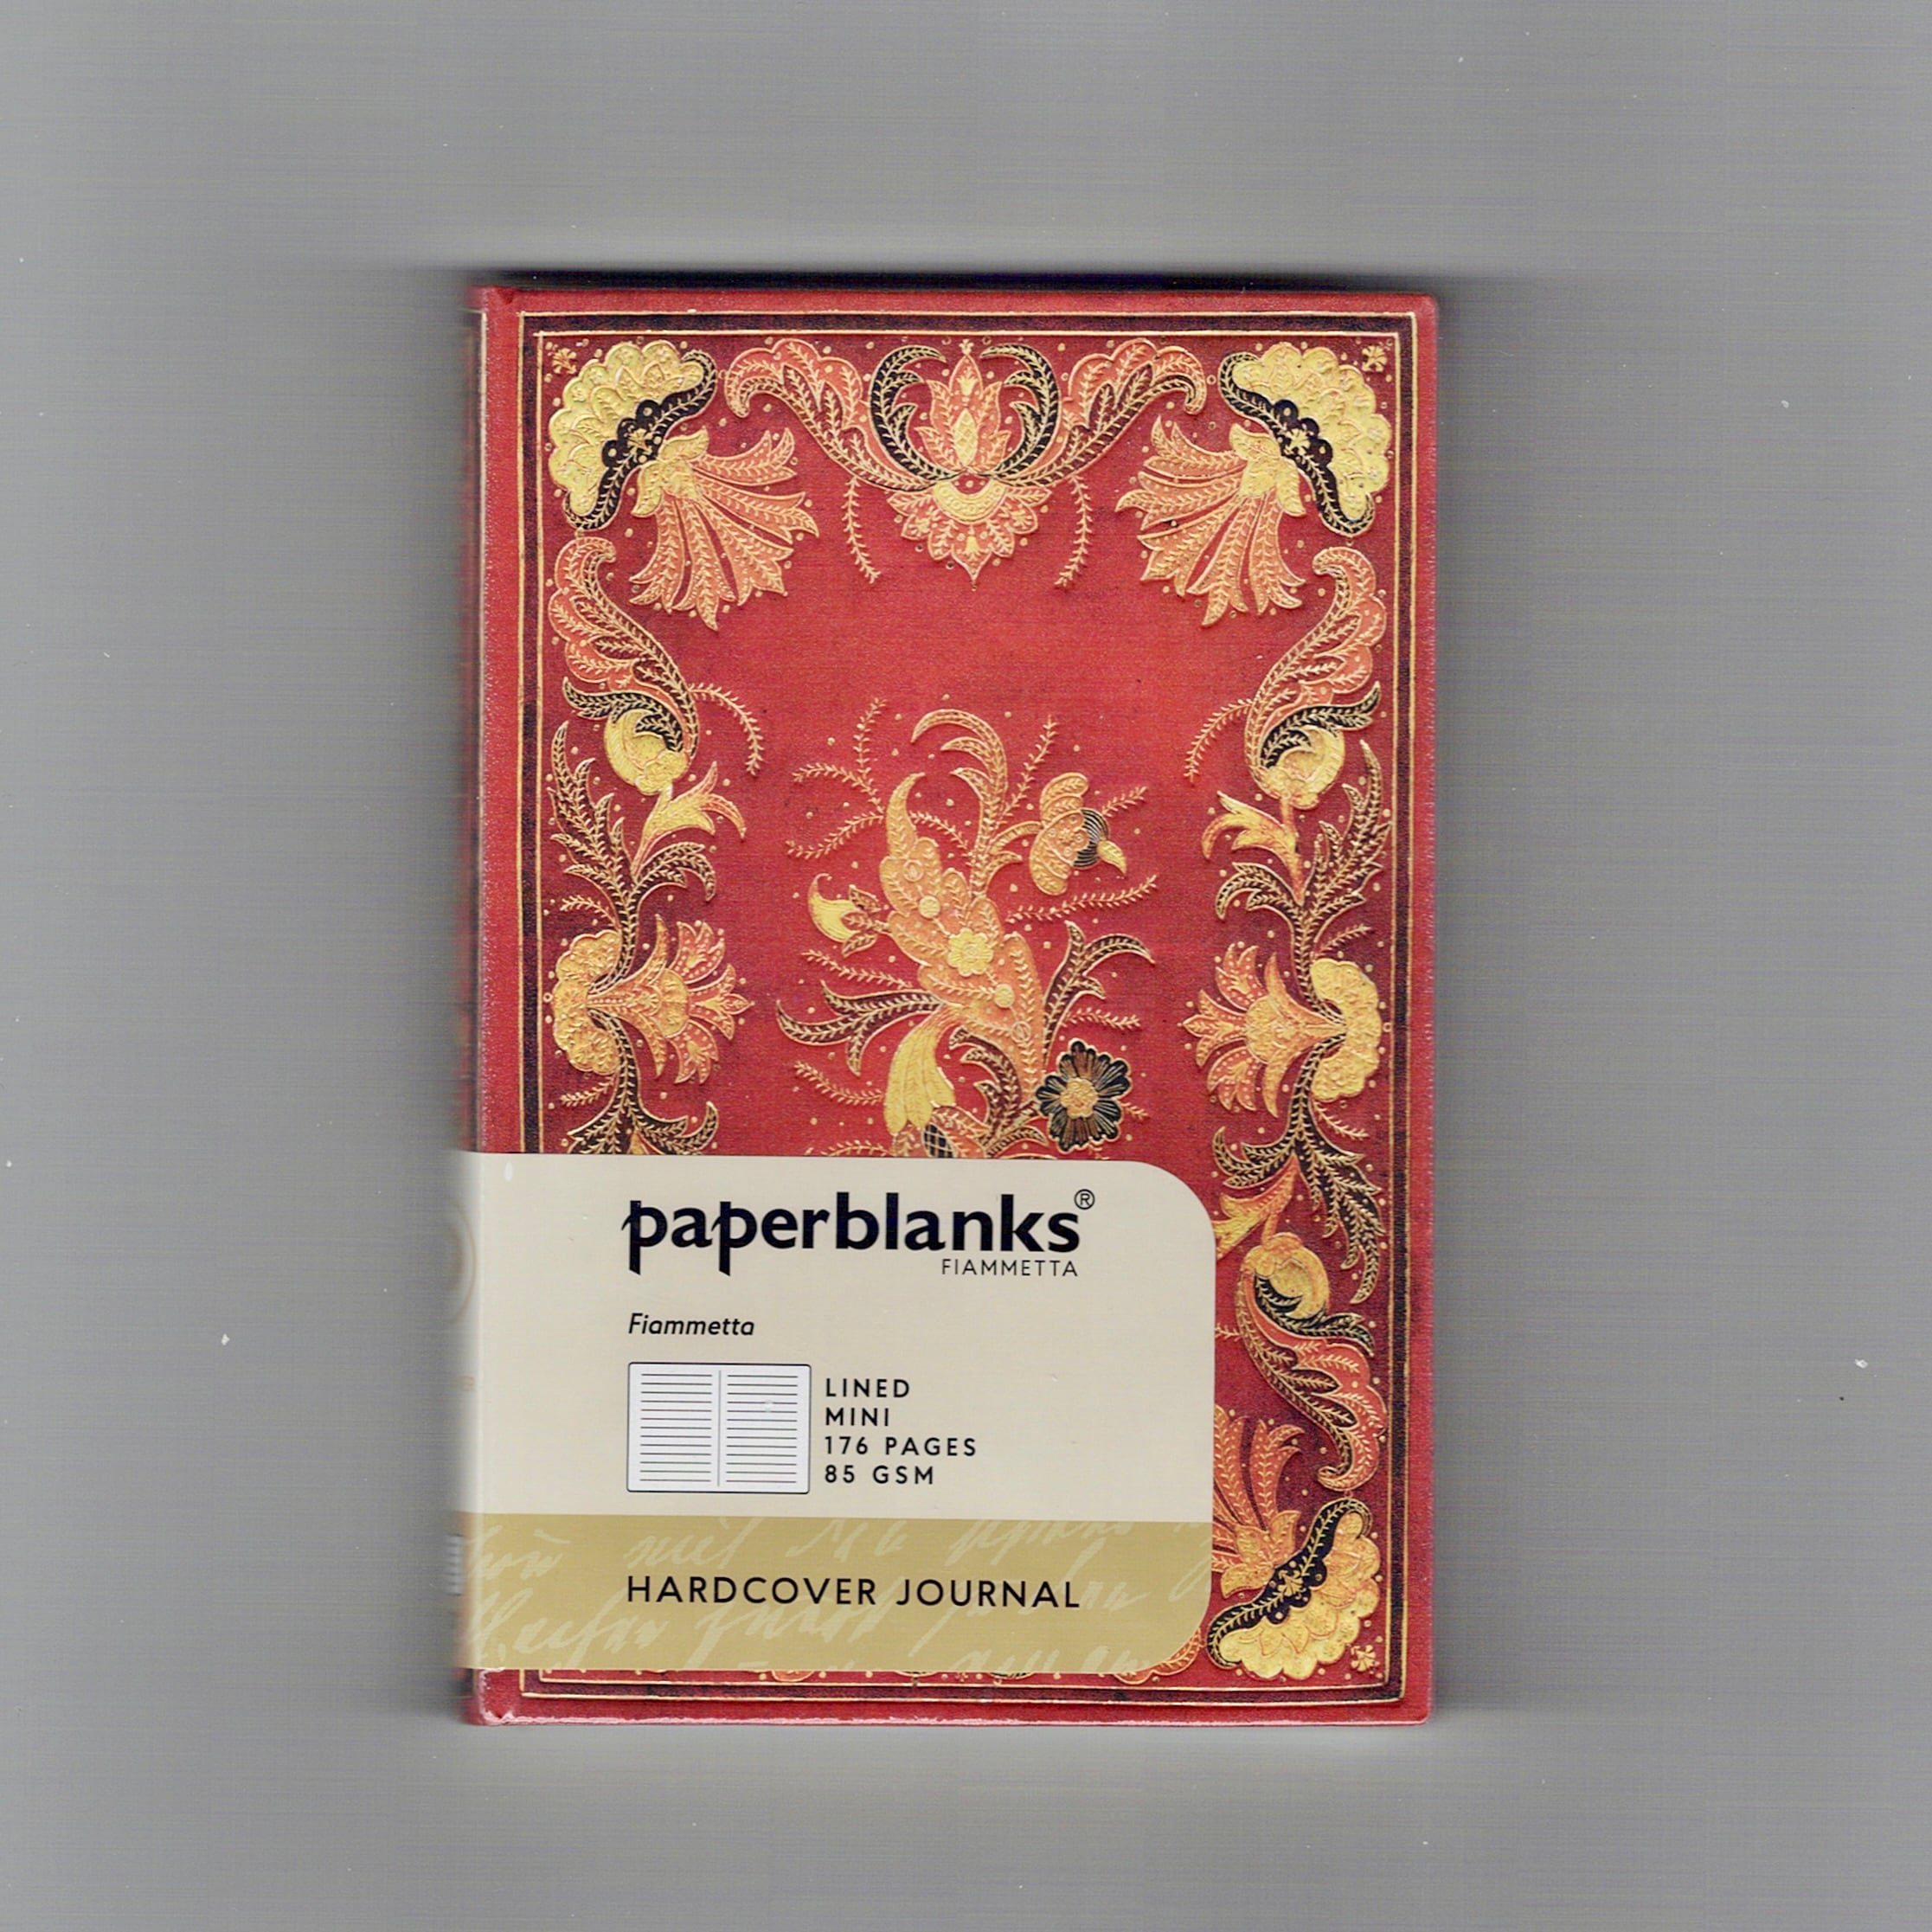 paperblanks®
FIAMMETTA
Fiammetta
LINED
MINI
176 PAGES
85 GSM
HARDCOVER JOURNAL